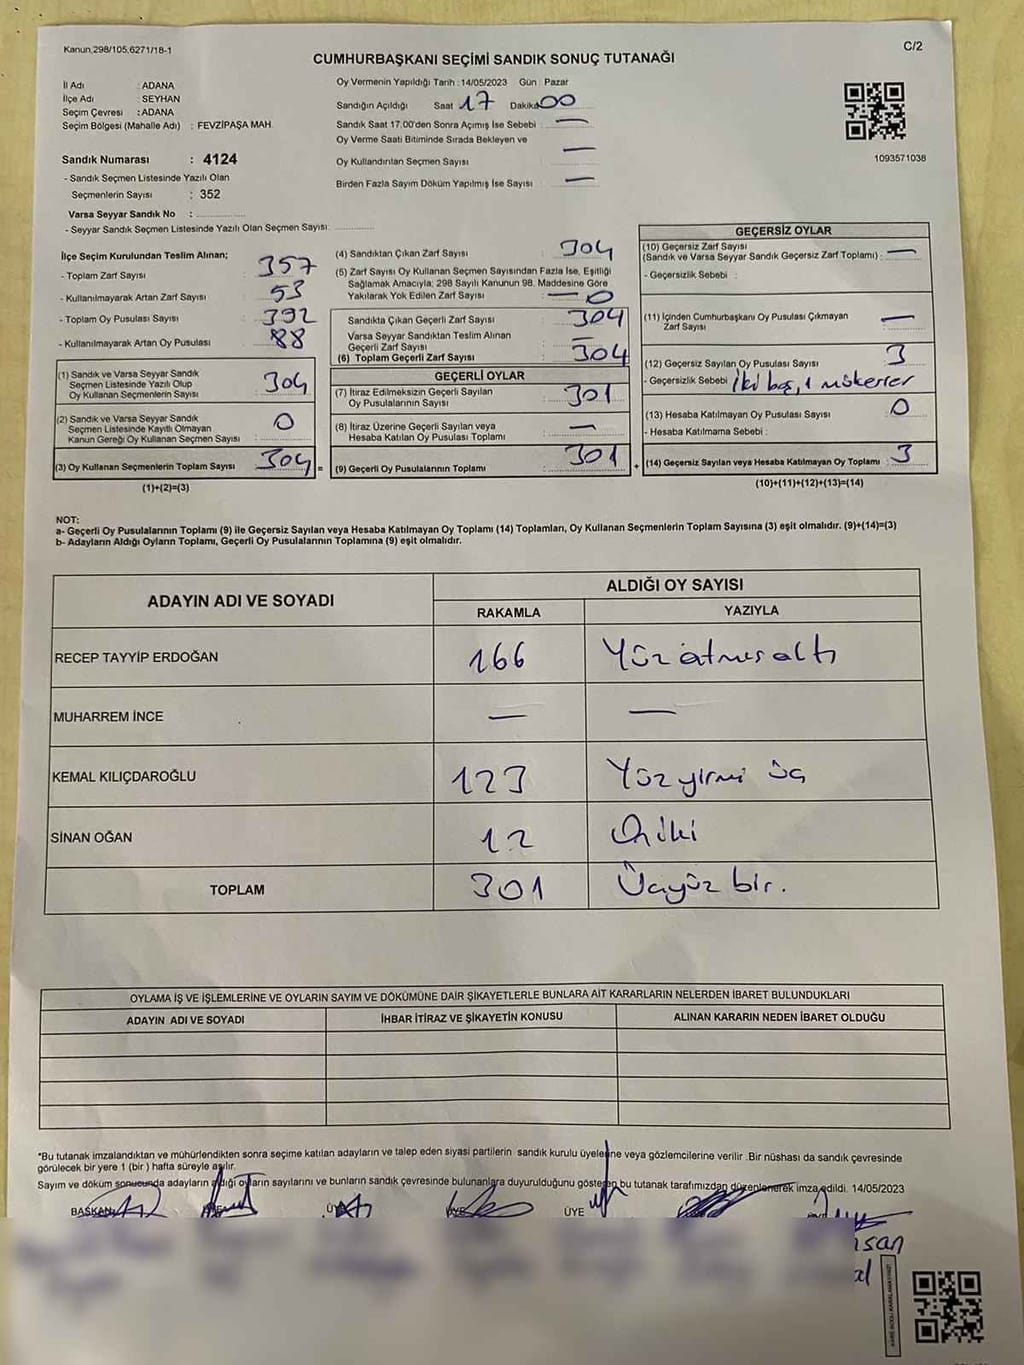 Kanun.298/105.6271/18-1
C/2
CUMHURBAŞKANI SEÇİMİ SANDIK SONUÇ TUTANAĞI
İl Adı : ADANA
İlçe Adı : SEYHAN
Seçim Çevresi : ADANA
Seçim Bölgesi (Mahalle Adı) : FEVZİPAŞA MAH.
Sandık Numarası : 4124
- Sandık Seçmen Listesinde Yazılı Olan
Seçmenlerin Sayısı : 352
Varsa Seyyar Sandık No :
- Seyyar Sandık Seçmen Listesinde Yazılı Olan Seçmen Sayısı:
Oy Vermenin Yapıldığı Tarih : 14/05/2023 Gün : Pazar
Sandığın Açıldığı Saat 17 Dakika 00
Sandık Saat 17.00'den Sonra Açımış İse Sebebi : —
Oy Verme Saati Bitiminde Sırada Bekleyen ve
Oy Kullandırılan Seçmen Sayısı —
Birden Fazla Sayım Döküm Yapılmış İse Sayısı —
1093571038
İlçe Seçim Kurulundan Teslim Alınan;
- Toplam Zarf Sayısı : 357
- Kullanılmayarak Artan Zarf Sayısı : 53
- Toplam Oy Pusulası Sayısı : 392
- Kullanılmayarak Artan Oy Pusulası : 88
(1) Sandık ve Varsa Seyyar Sandık
Seçmen Listesinde Yazılı Olup
Oy Kullanan Seçmenlerin Sayısı : 304
(2) Sandık ve Varsa Seyyar Sandık
Seçmen Listesinde Kayıtlı Olmayan
Kanun Gereği Oy Kullanan Seçmen Sayısı : 0
(3) Oy Kullanan Seçmenlerin Toplam Sayısı : 304 =
(1)+(2)=(3)
(4) Sandıktan Çıkan Zarf Sayısı : 304
(5) Zarf Sayısı Oy Kullanan Seçmen Sayısından Fazla İse, Eşitliği
Sağlamak Amacıyla; 298 Sayılı Kanunun 98. Maddesine Göre
Yakılarak Yok Edilen Zarf Sayısı : — 0
Sandıkta Çıkan Geçerli Zarf Sayısı : 304
Varsa Seyyar Sandıktan Teslim Alınan
Geçerli Zarf Sayısı : —
(6) Toplam Geçerli Zarf Sayısı : 304
GEÇERLİ OYLAR
(7) İtiraz Edilmeksizin Geçerli Sayılan
Oy Pusulalarının Sayısı : 301
(8) İtiraz Üzerine Geçerli Sayılan veya
Hesaba Katılan Oy Pusulası Toplamı : —
(9) Geçerli Oy Pusulalarının Toplamı : 301 +
GEÇERSİZ OYLAR
(10) Geçersiz Zarf Sayısı
(Sandık ve Varsa Seyyar Sandık Geçersiz Zarf Toplamı) : —
- Geçersizlik Sebebi :
(11) İçinden Cumhurbaşkanı Oy Pusulası Çıkmayan
Zarf Sayısı : —
(12) Geçersiz Sayılan Oy Pusulası Sayısı : 3
- Geçersizlik Sebebi : İki boş, 1 mükerrer
(13) Hesaba Katılmayan Oy Pusulası Sayısı : 0
- Hesaba Katılmama Sebebi :
(14) Geçersiz Sayılan veya Hesaba Katılmayan Oy Toplamı : 3
(10)+(11)+(12)+(13)=(14)
NOT:
a- Geçerli Oy Pusulalarının Toplamı (9) ile Geçersiz Sayılan veya Hesaba Katılmayan Oy Toplamı (14) Toplamları, Oy Kullanan Seçmenlerin Toplam Sayısına (3) eşit olmalıdır. (9)+(14)=(3)
b- Adayların Aldığı Oyların Toplamı, Geçerli Oy Pusulalarının Toplamına (9) eşit olmalıdır.
ADAYIN ADI VE SOYADI
ALDIĞI OY SAYISI
RAKAMLA YAZIYLA
RECEP TAYYİP ERDOĞAN 166 Yüz atmış altı
MUHARREM İNCE — —
KEMAL KILIÇDAROĞLU 123 Yüz yirmi üç
SİNAN OĞAN 12 Oniki
TOPLAM 301 Üçyüz bir.
OYLAMA İŞ VE İŞLEMLERİNE VE OYLARIN SAYIM VE DÖKÜMÜNE DAİR ŞİKAYETLERLE BUNLARA AİT KARARLARIN NELERDEN İBARET BULUNDUKLARI
ADAYIN ADI VE SOYADI İHBAR İTİRAZ VE ŞİKAYETİN KONUSU ALINAN KARARIN NEDEN İBARET OLDUĞU
*Bu tutanak imzalandıktan ve mühürlendikten sonra seçime katılan adayların ve talep eden siyasi partilerin sandık kurulu üyelerine veya gözlemcilerine verilir .Bir nüshası da sandık çevresinde
görülecek bir yere 1 (bir ) hafta süreyle asılır.
Sayım ve döküm sonucunda adayların aldığı oyların sayılarını ve bunların sandık çevresinde bulunanlara duyurulduğunu gösteren bu tutanak tarafımızdan düzenlenerek imza edildi. 14/05/2023
BAŞKAN ÜYE ÜYE ÜYE